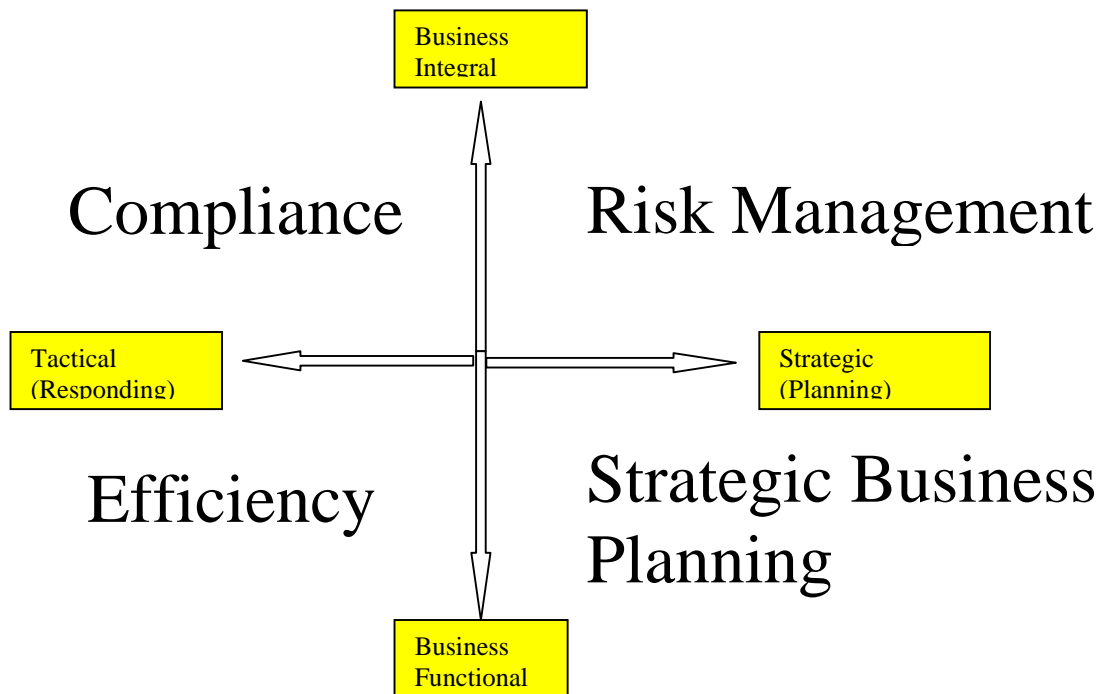 Business
Integral
Compliance
Risk Management
Tactical
(Responding)
Strategic
(Planning)
Efficiency
Strategic Business
Planning
Business
Functional